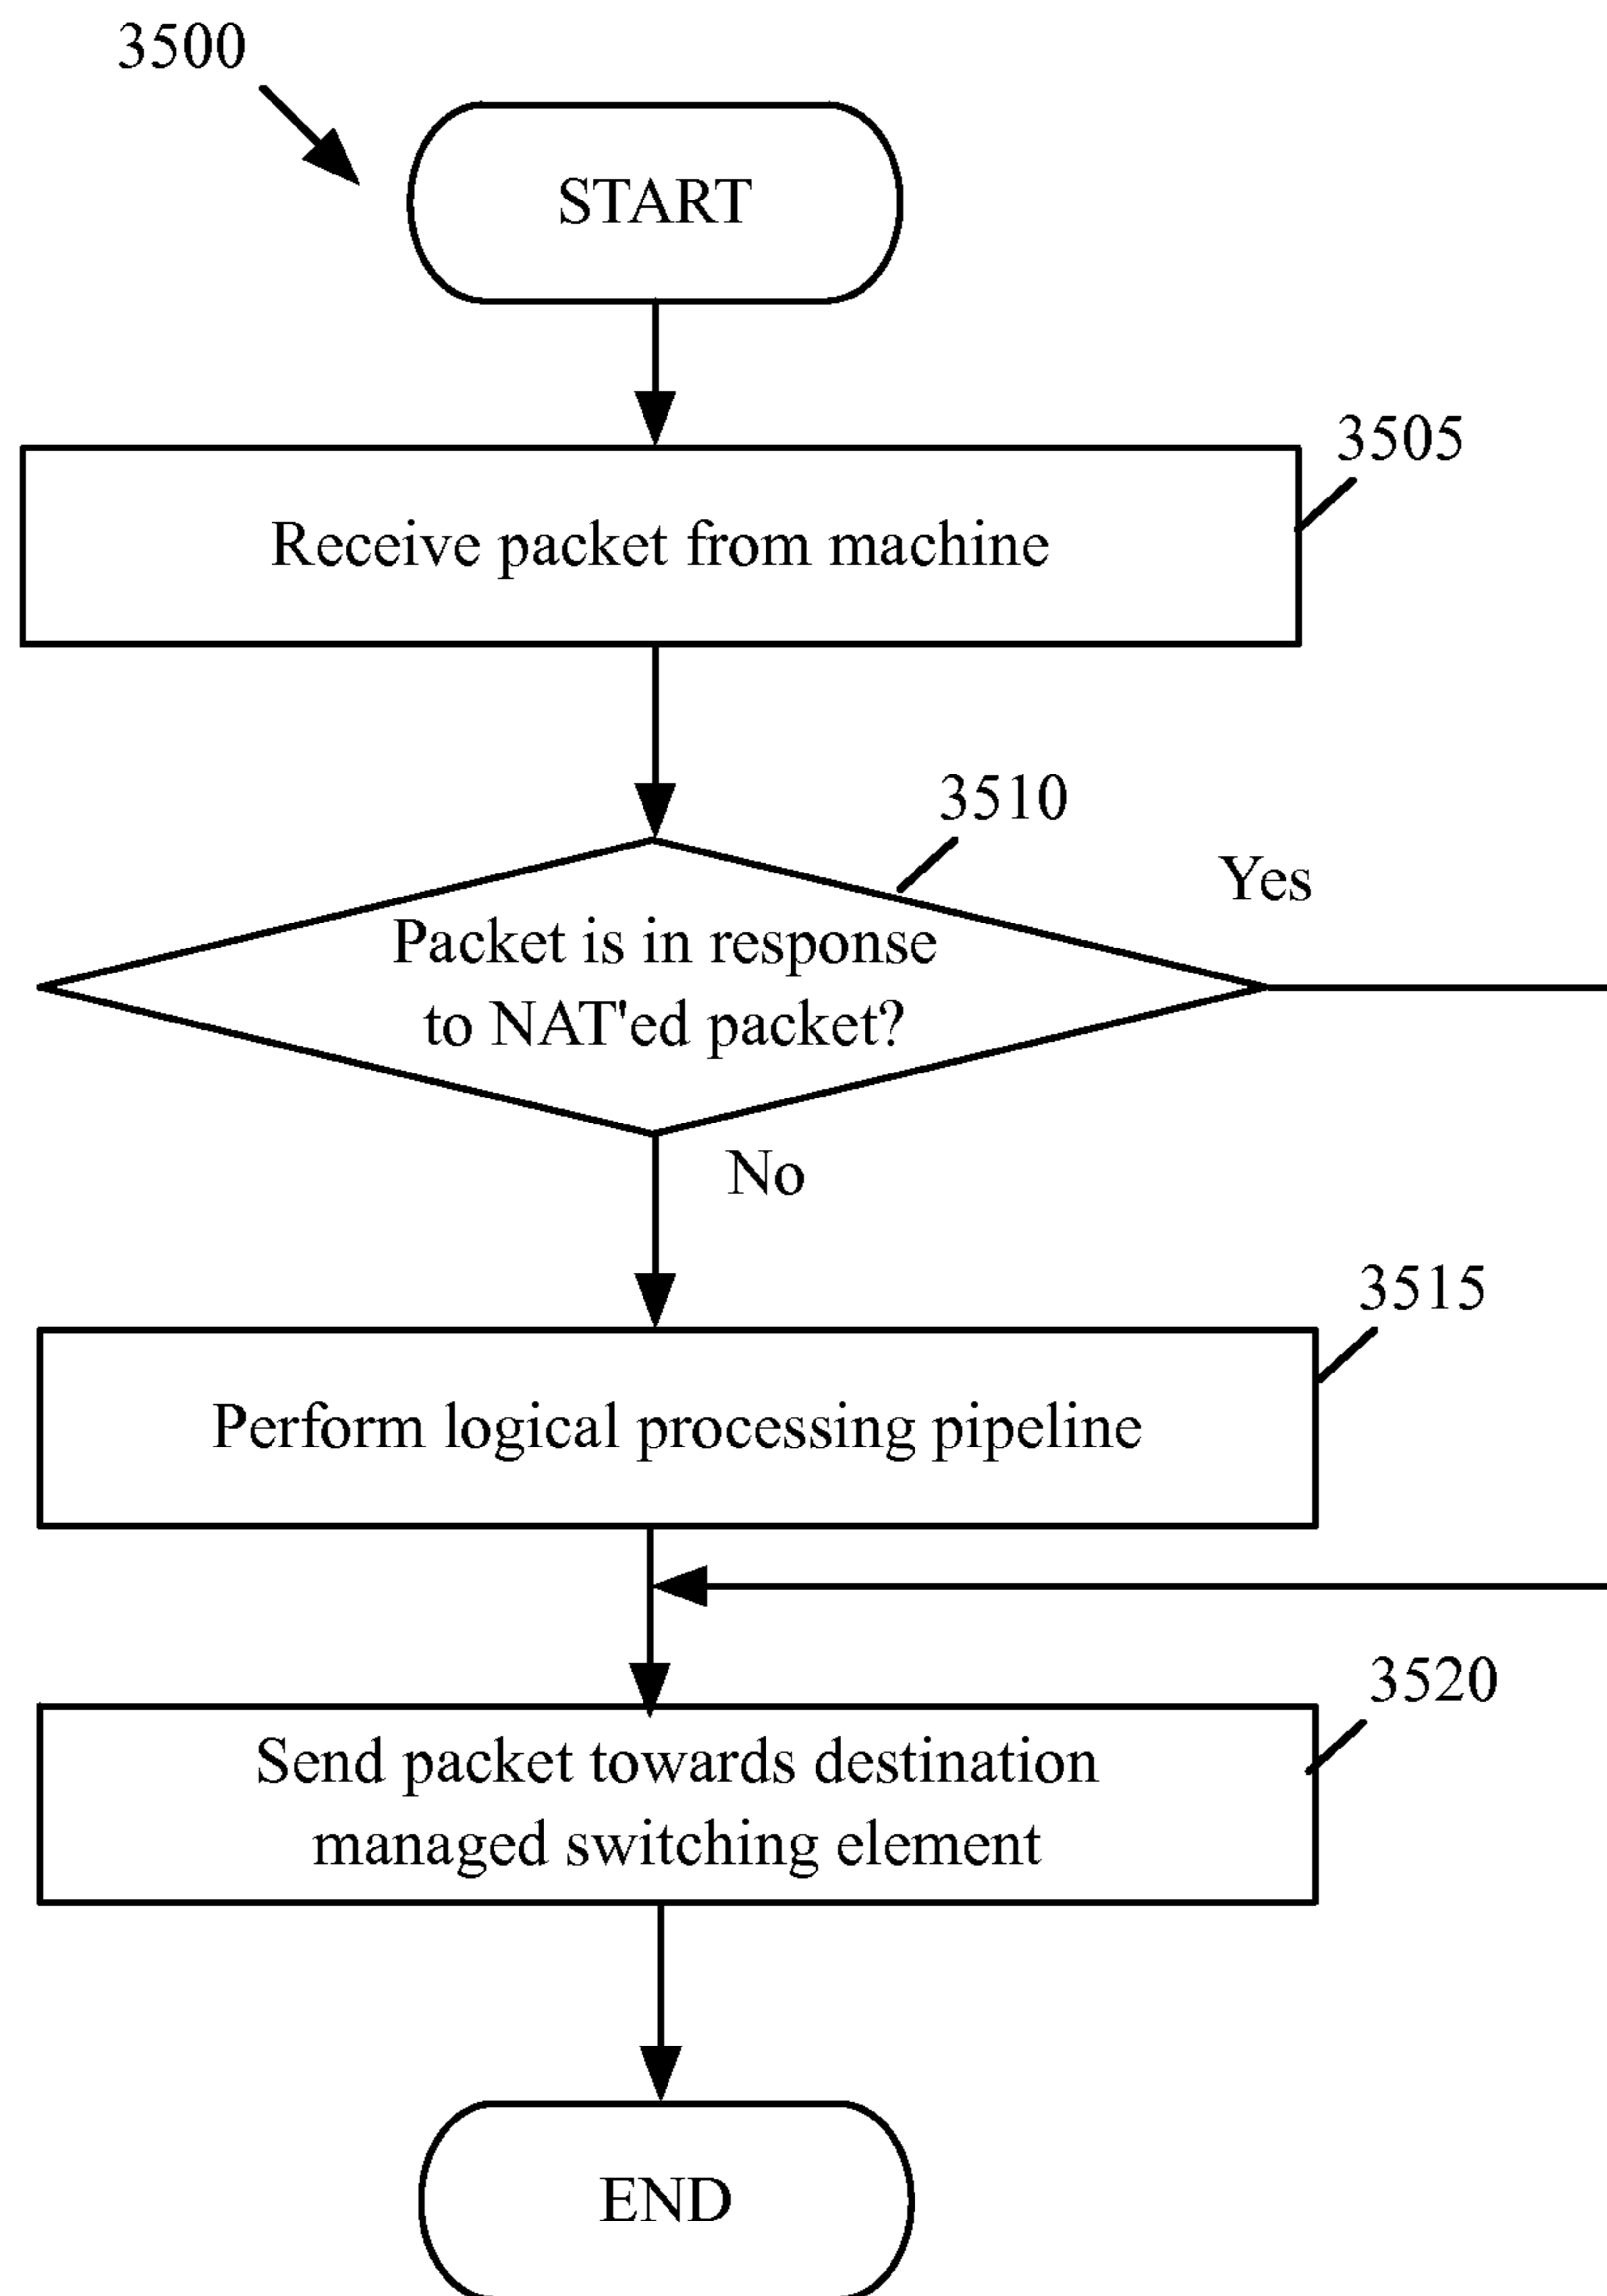 3500
START
3505
Receive packet from machine
3510
Yes
Packet is in response
to NAT'ed packet?
No
3515
Perform logical processing pipeline
3520
Send packet towards destination
managed switching element
END